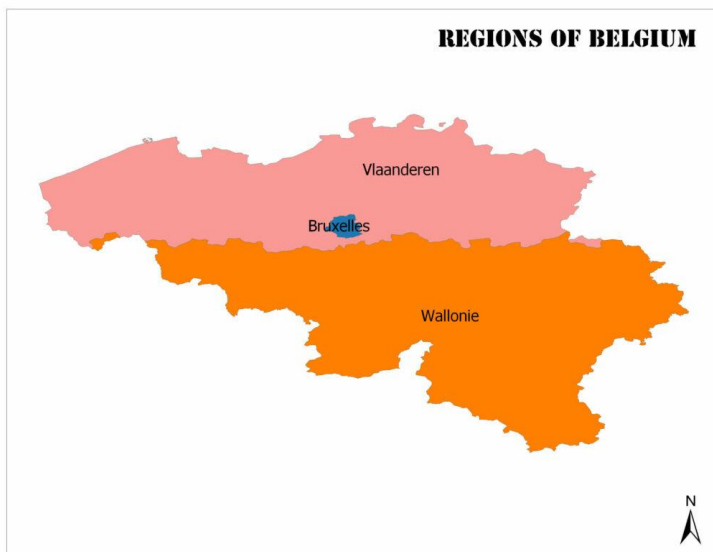 REGIONS OF BELGIUM
Vlaanderen
Bruxelles
Wallonie
N